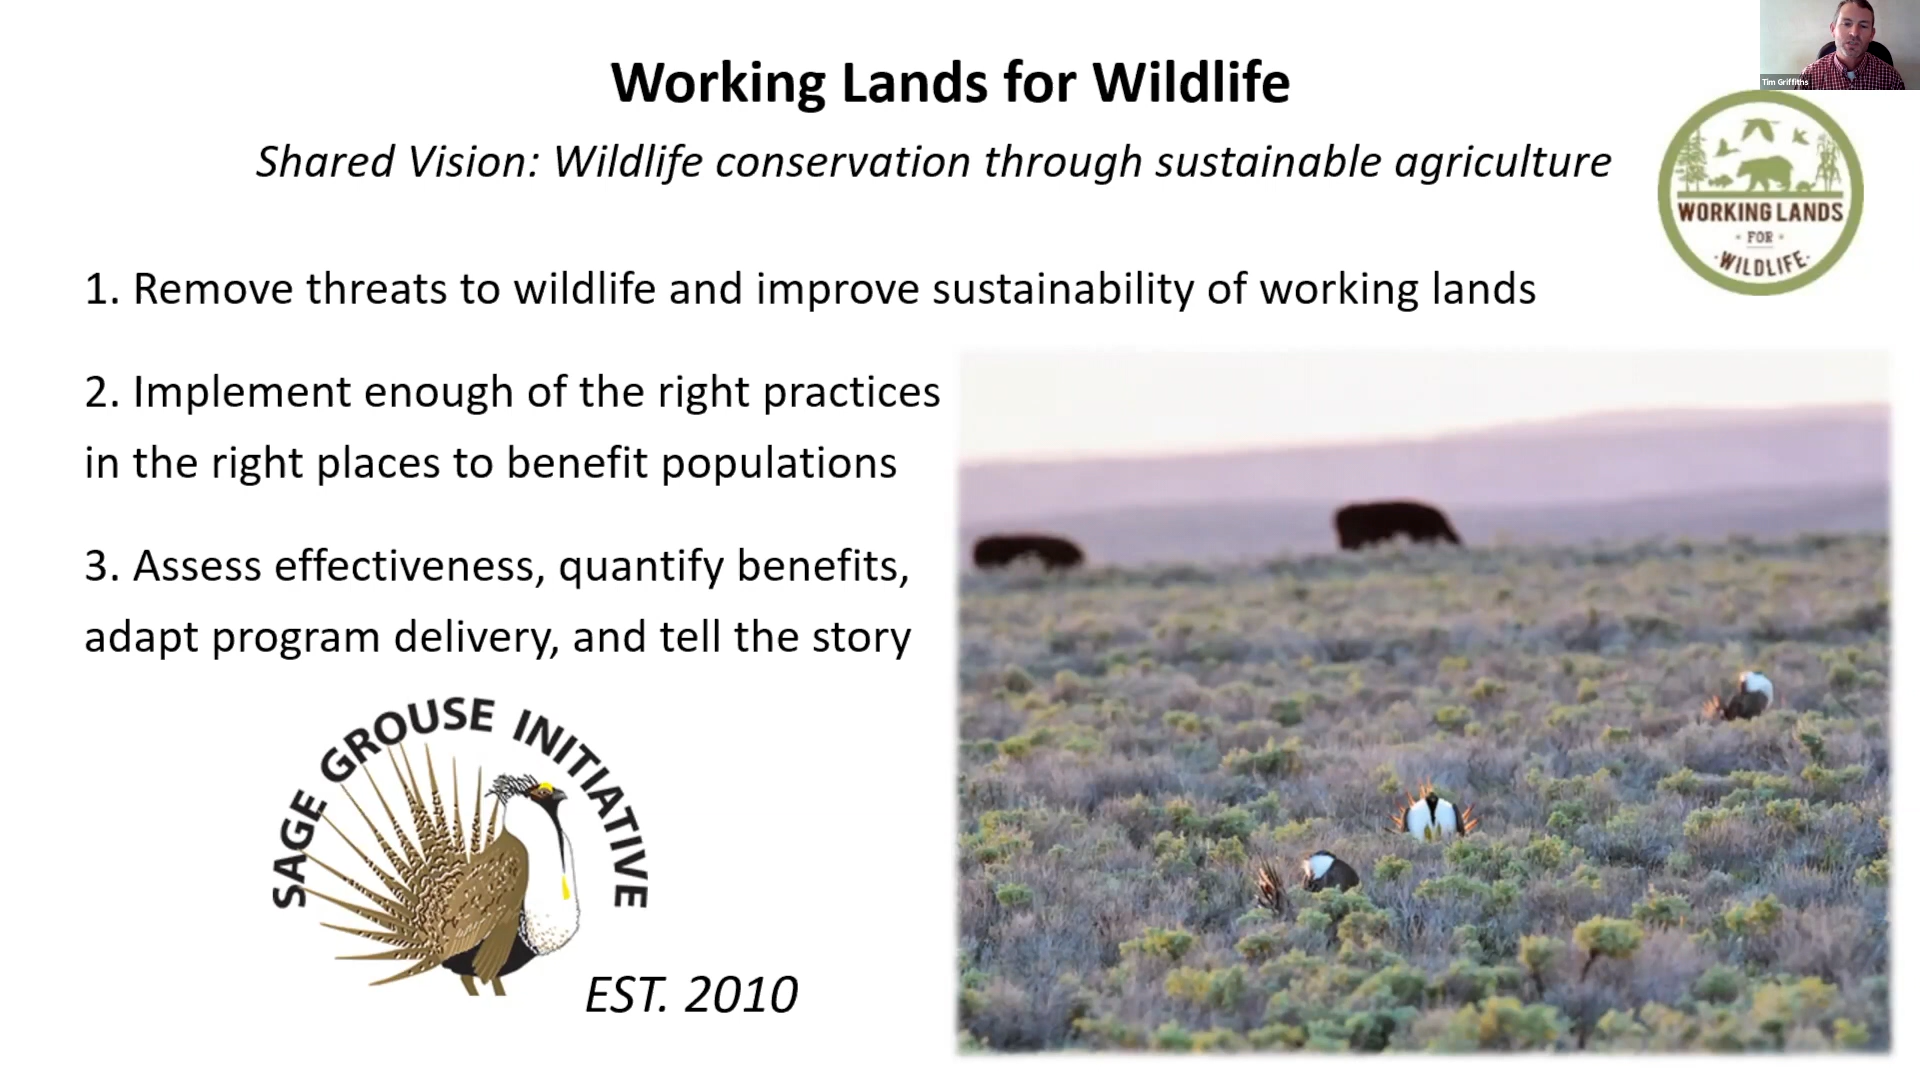 Tim Griffiths
Working Lands for Wildlife
Shared Vision: Wildlife conservation through sustainable agriculture
WORKING LANDS
· FOR ·
·WILDLIFE·
1. Remove threats to wildlife and improve sustainability of working lands
2. Implement enough of the right practices
in the right places to benefit populations
3. Assess effectiveness, quantify benefits,
adapt program delivery, and tell the story
SAGE GROUSE INITIATIVE
EST. 2010